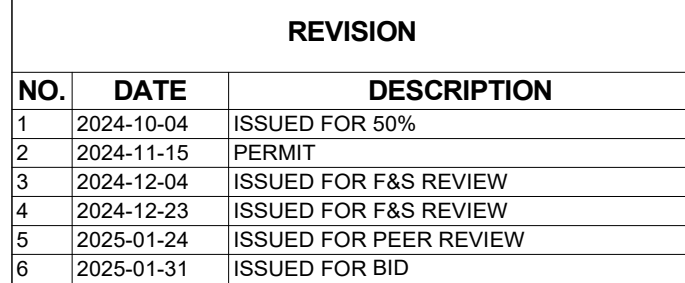 REVISION
NO. DATE DESCRIPTION
1 2024-10-04 ISSUED FOR 50%
2 2024-11-15 PERMIT
3 2024-12-04 ISSUED FOR F&S REVIEW
4 2024-12-23 ISSUED FOR F&S REVIEW
5 2025-01-24 ISSUED FOR PEER REVIEW
6 2025-01-31 ISSUED FOR BID